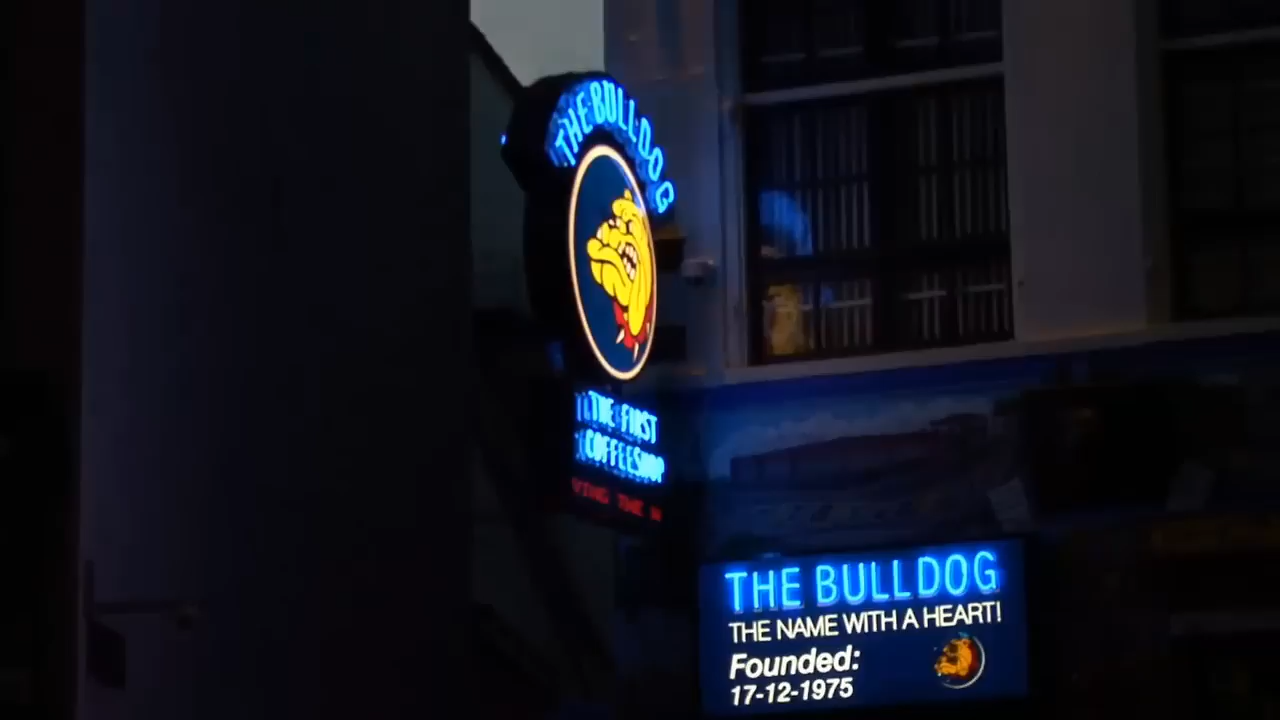 THE BULLDOG
THE FIRST
COFFEESHOP
THE BULLDOG
THE NAME WITH A HEART!
Founded:
17-12-1975